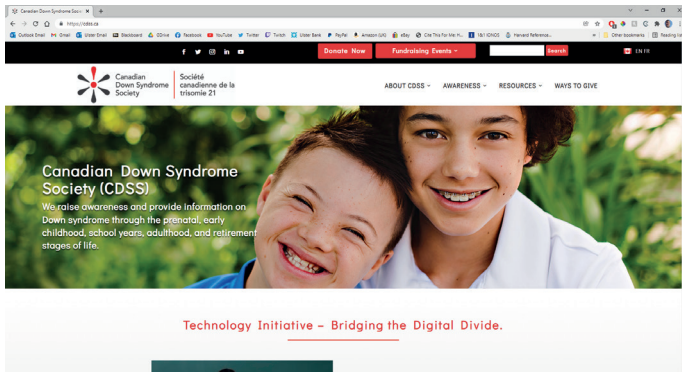 Canadian Down Syndrome Soci
https://cdss.ca
Outlook Email Gmail Ulster Email Blackboard GDrive Facebook YouTube Twitter Twitch Ulster Bank PayPal Amazon (UK) eBay Cite This For Me: H... 1&1 IONOS Harvard Reference... » Other bookmarks Reading list
Donate Now Fundraising Events Search EN FR
Canadian
Down Syndrome
Society
Société
canadienne de la
trisomie 21
ABOUT CDSS AWARENESS RESOURCES WAYS TO GIVE
Canadian Down Syndrome
Society (CDSS)
We raise awareness and provide information on
Down syndrome through the prenatal, early
childhood, school years, adulthood, and retirement
stages of life.
Technology Initiative – Bridging the Digital Divide.